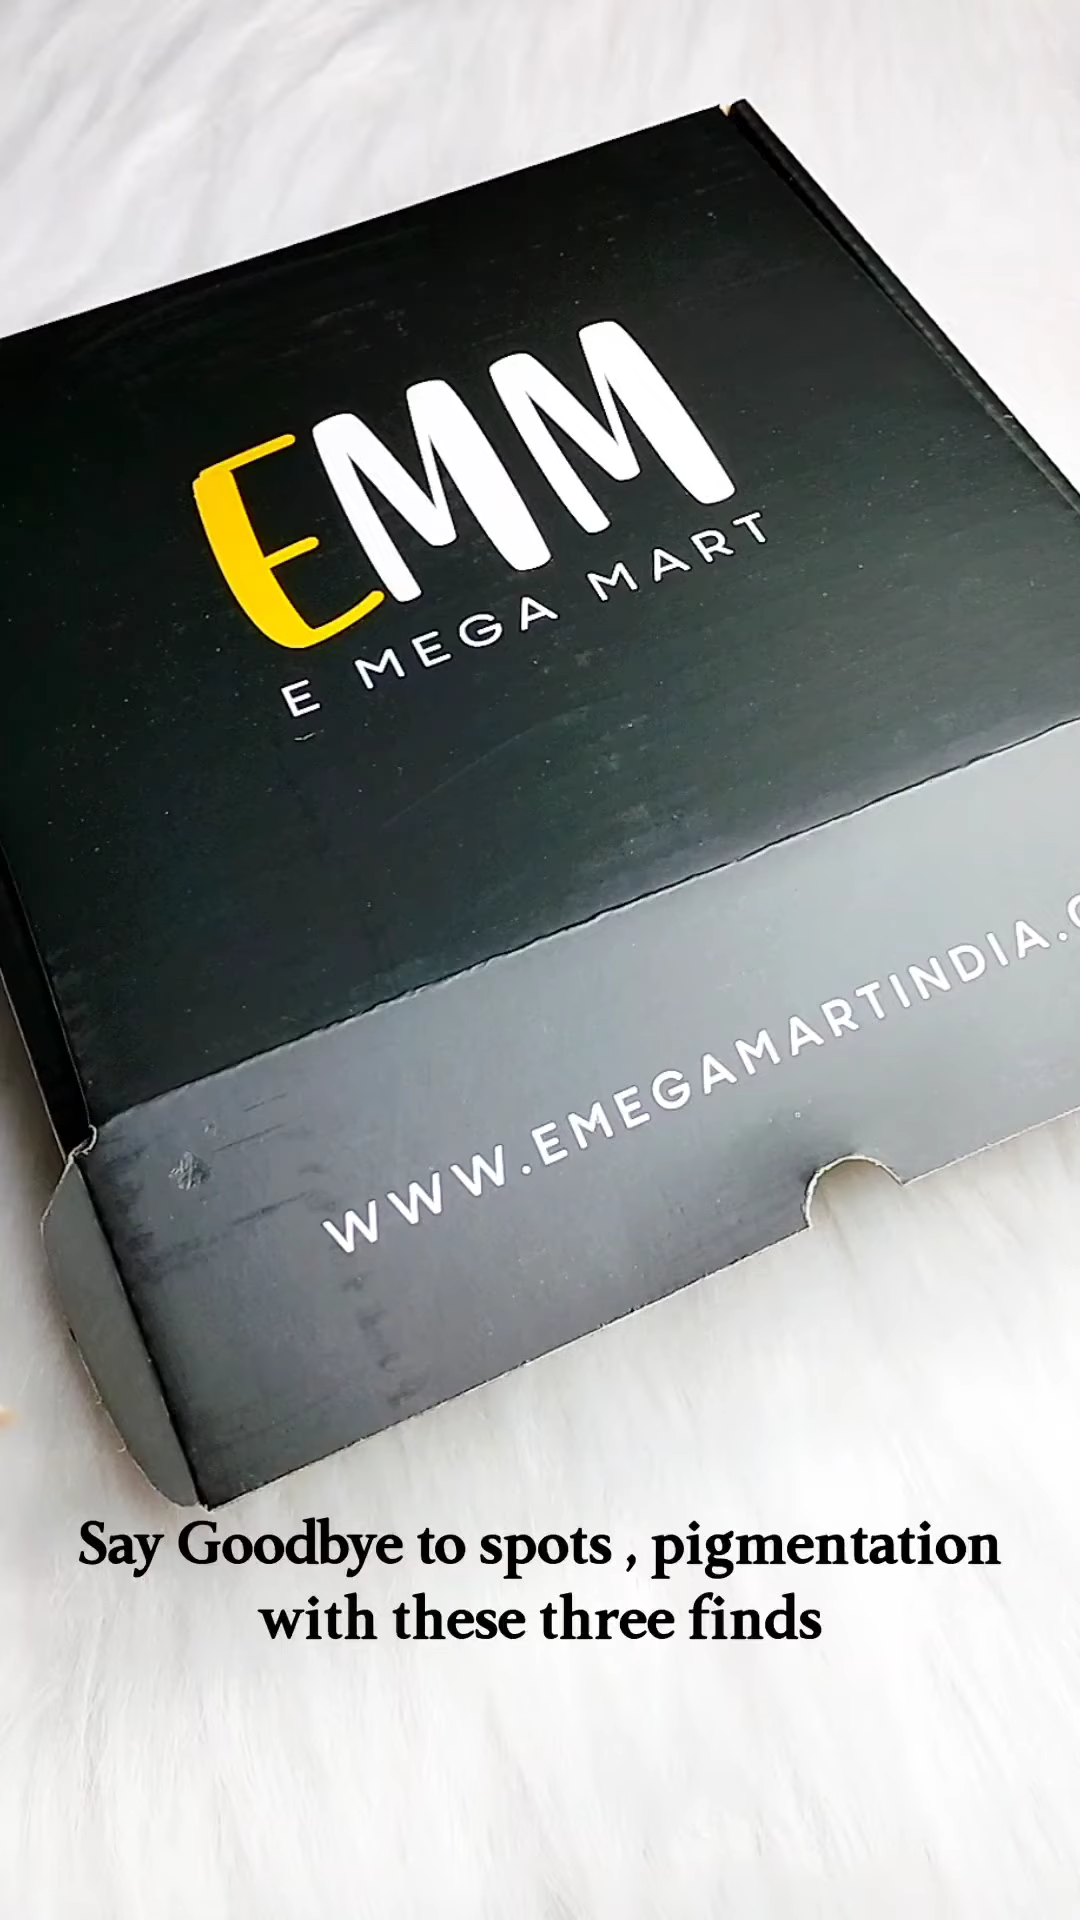 EMM
E MEGA MART
WWW.EMEGAMARTINDIA.
Say Goodbye to spots , pigmentation
with these three finds